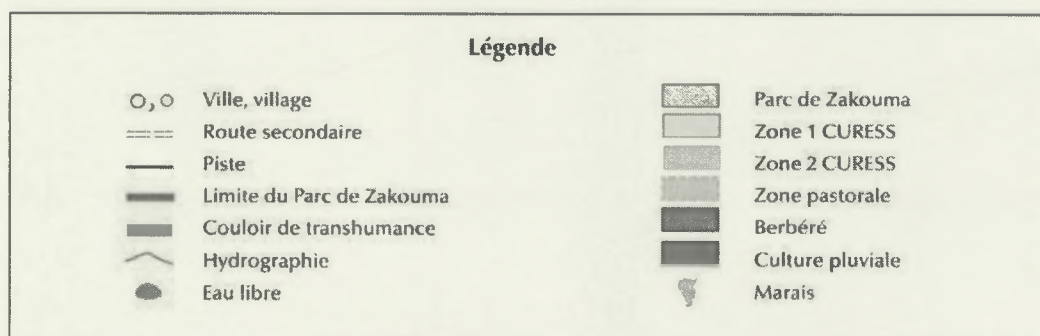 Légende
Ville, village
Route secondaire
Piste
Limite du Parc de Zakouma
Couloir de transhumance
Hydrographie
Eau libre
Parc de Zakouma
Zone 1 CURESS
Zone 2 CURESS
Zone pastorale
Berbéré
Culture pluviale
Marais